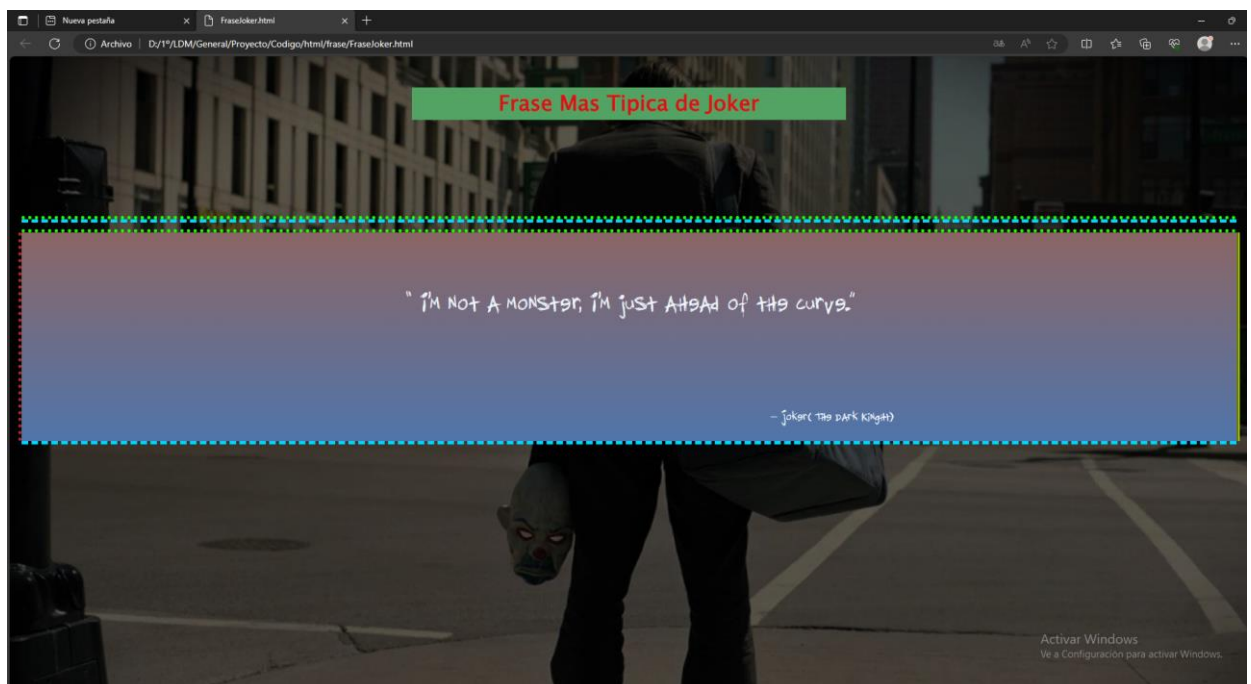 Nueva pestaña
FraseJoker.html
Archivo D:/1º/LDM/General/Proyecto/Codigo/html/frase/FraseJoker.html
Frase Mas Tipica de Joker
" i'm not a monster, i'm just ahead of the curve."
– joker( The Dark Kinght)
Activar Windows
Ve a Configuración para activar Windows.